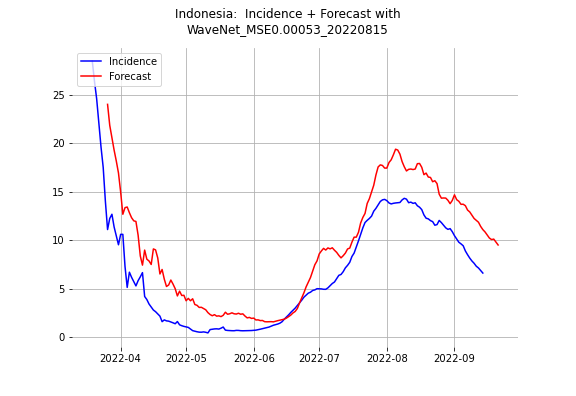 Indonesia:  Incidence + Forecast with
WaveNet_MSE0.00053_20220815
Incidence
Forecast
25
20
15
10
5
0
2022-04 2022-05 2022-06 2022-07 2022-08 2022-09